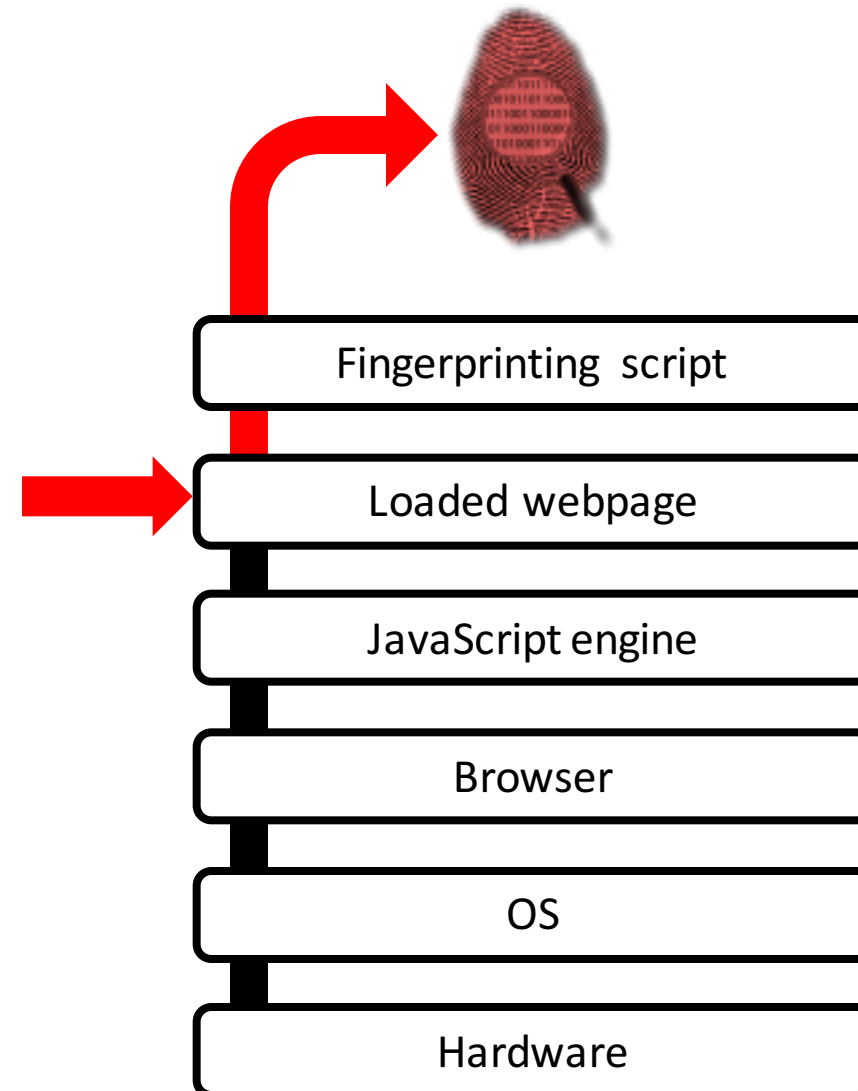 Fingerprinting script
Loaded webpage
JavaScript engine
Browser
OS
Hardware